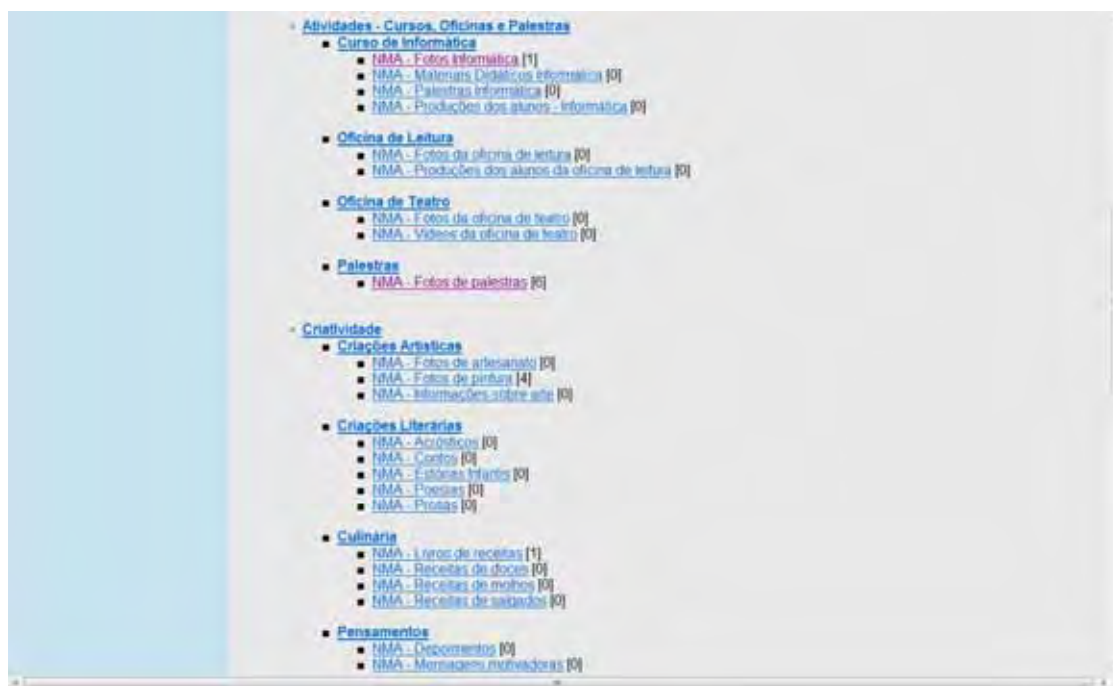 Atividades - Cursos, Oficinas e Palestras
Curso de Informática
NMA - Fotos Informática [1]
NMA - Materiais Didáticos Informática [0]
NMA - Palestras Informática [0]
NMA - Produções dos alunos - Informática [0]
Oficina de Leitura
NMA - Fotos da oficina de leitura [0]
NMA - Produções dos alunos da oficina de leitura [0]
Oficina de Teatro
NMA - Fotos da oficina de teatro [0]
NMA - Vídeos da oficina de teatro [0]
Palestras
NMA - Fotos de palestras [6]
Criatividade
Criações Artísticas
NMA - Fotos de artesanato [0]
NMA - Fotos de pintura [4]
NMA - Informações sobre arte [0]
Criações Literárias
NMA - Acrósticos [0]
NMA - Contos [0]
NMA - Estórias Infantis [0]
NMA - Poesias [0]
NMA - Prosas [0]
Culinária
NMA - Livros de receitas [1]
NMA - Receitas de doces [0]
NMA - Receitas de molhos [0]
NMA - Receitas de salgados [0]
Pensamentos
NMA - Depoimentos [0]
NMA - Mensagens motivadoras [0]